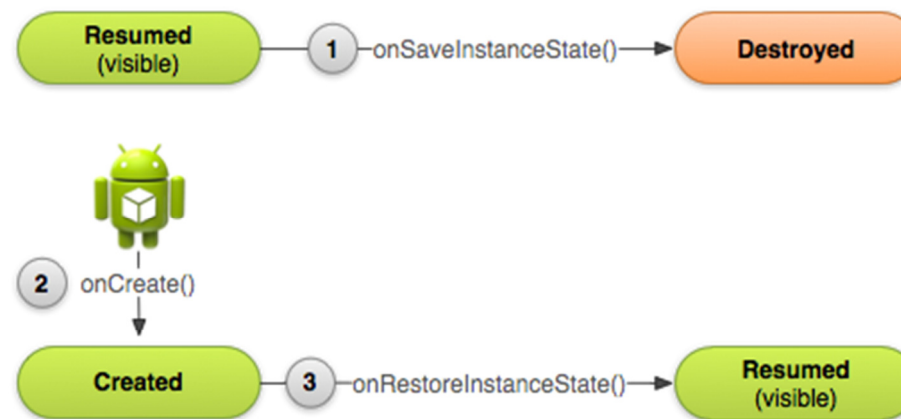 Resumed
(visible)
1
onSaveInstanceState()
Destroyed
2
onCreate()
Created
3
onRestoreInstanceState()
Resumed
(visible)